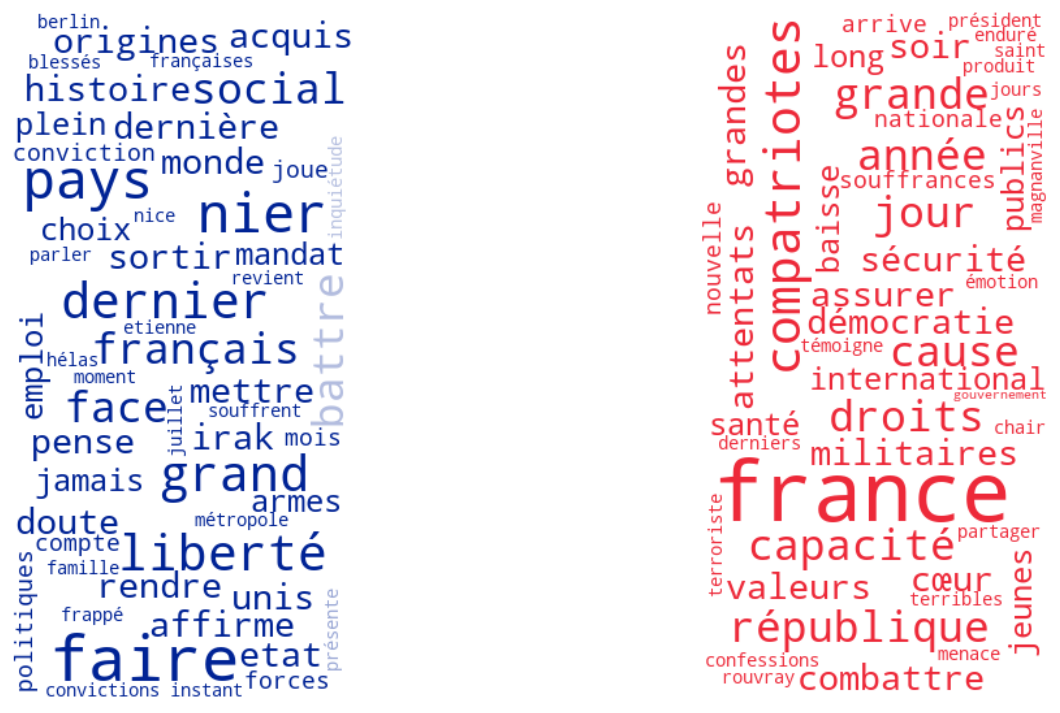 berlin
origines
acquis
blessés
françaises
histoire
social
plein
dernière
conviction
monde
joue
inquiétude
pays
nice
nier
choix
parler
sortir
mandat
revient
dernier
battre
etienne
emploi
hélas
français
moment
mettre
face
juillet
souffrent
pense
irak
mois
jamais
grand
armes
doute
métropole
compte
liberté
famille
rendre
unis
politiques
frappé
affirme
présente
faire
etat
convictions
instant
forces
arrive
président
enduré
long
soir
saint
produit
grandes
compatriotes
grande
jours
nationale
publics
magnanville
année
souffrances
baisse
jour
nouvelle
attentats
sécurité
émotion
assurer
démocratie
témoigne
cause
international
gouvernement
droits
santé
chair
derniers
militaires
france
terroriste
capacité
partager
valeurs
cœur
terribles
jeunes
république
menace
confessions
rouvray
combattre